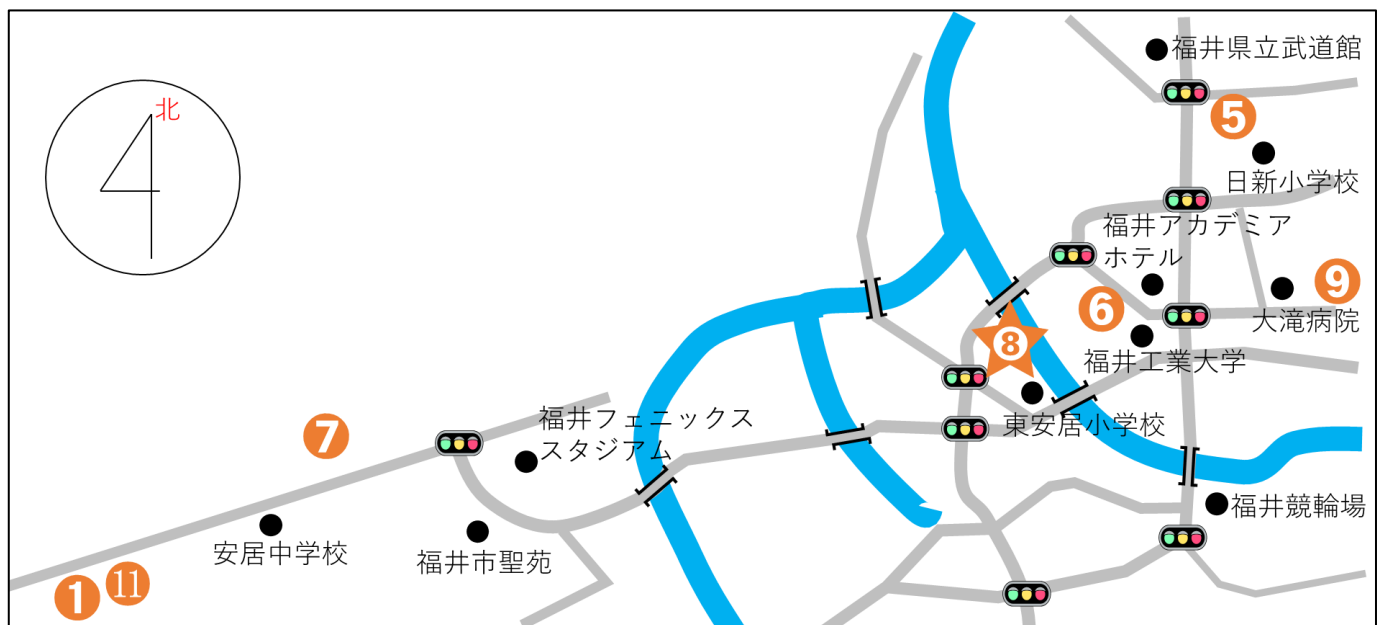 北
福井県立武道館
5
日新小学校
福井アカデミア
ホテル
9
6
大滝病院
8
福井工業大学
東安居小学校
福井フェニックス
スタジアム
7
福井競輪場
安居中学校
福井市聖苑
1
11